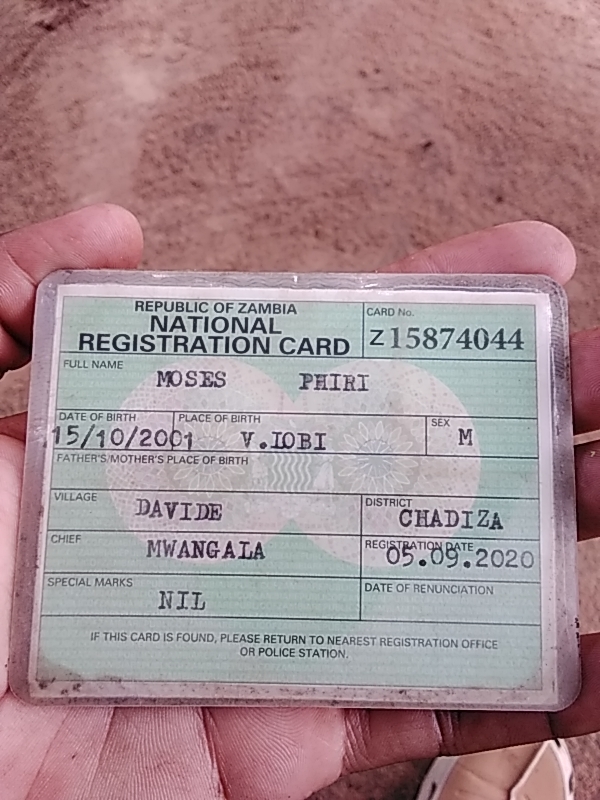 REPUBLIC OF ZAMBIA
NATIONAL
REGISTRATION CARD
CARD No.
Z15874044
FULL NAME
MOSES PHIRI
DATE OF BIRTH
15/10/2001
PLACE OF BIRTH
V.IOBI
SEX
M
FATHER'S/MOTHER'S PLACE OF BIRTH
VILLAGE
DAVIDE
DISTRICT
CHADIZA
CHIEF
MWANGALA
REGISTRATION DATE
05.09.2020
SPECIAL MARKS
NIL
DATE OF RENUNCIATION
IF THIS CARD IS FOUND, PLEASE RETURN TO NEAREST REGISTRATION OFFICE
OR POLICE STATION.